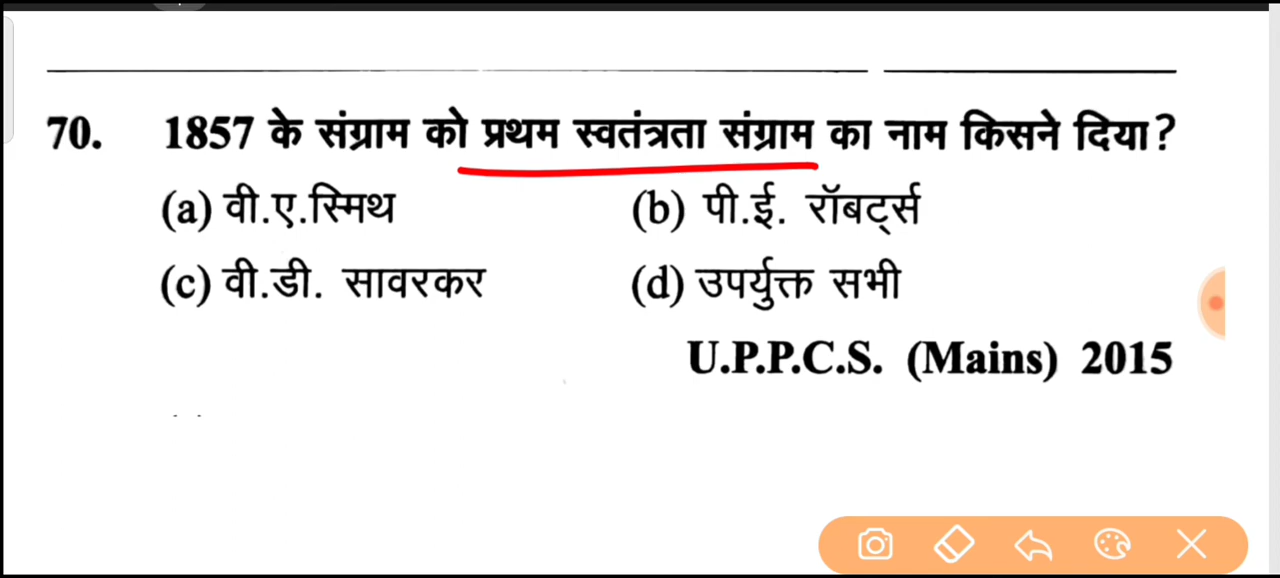 70. 1857 के संग्राम को प्रथम स्वतंत्रता संग्राम का नाम किसने दिया?
(a) वी.ए.स्मिथ (b) पी.ई. रॉबर्ट्स
(c) वी.डी. सावरकर (d) उपर्युक्त सभी
U.P.P.C.S. (Mains) 2015